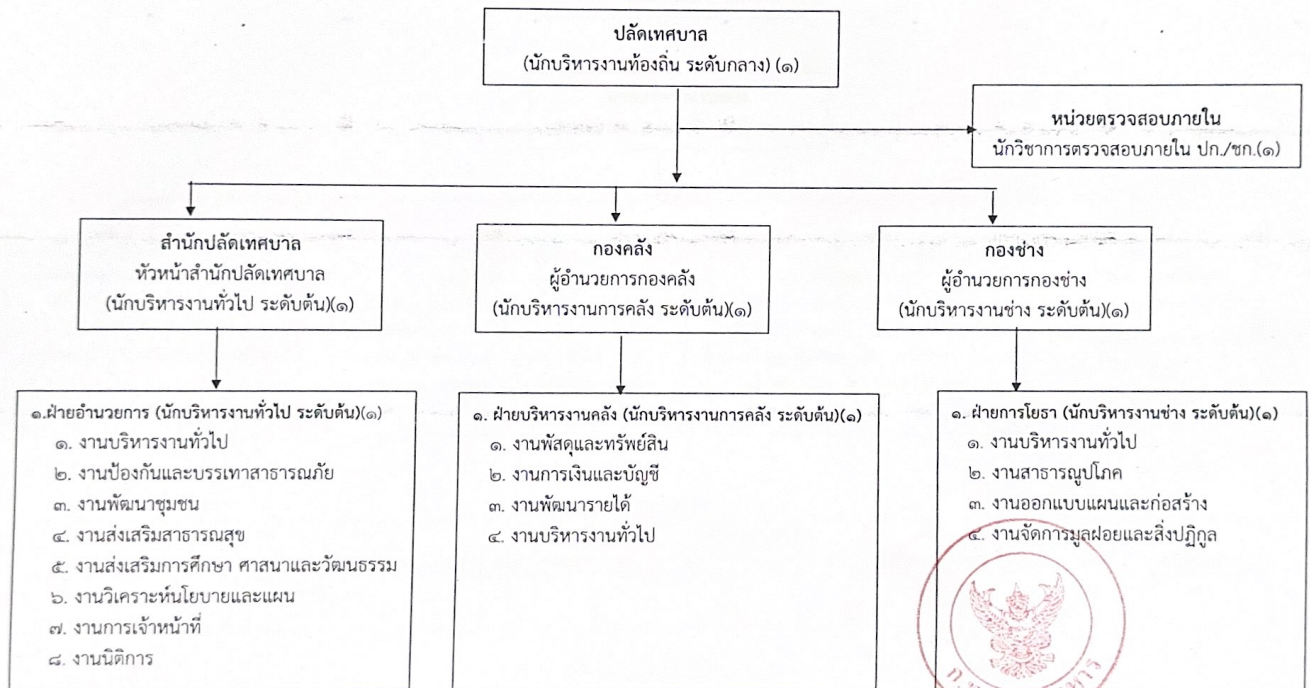 ปลัดเทศบาล
(นักบริหารงานท้องถิ่น ระดับกลาง) (๑)
หน่วยตรวจสอบภายใน
นักวิชาการตรวจสอบภายใน ปก./ชก.(๑)
สำนักปลัดเทศบาล
หัวหน้าสำนักปลัดเทศบาล
(นักบริหารงานทั่วไป ระดับต้น)(๑)
กองคลัง
ผู้อำนวยการกองคลัง
(นักบริหารงานการคลัง ระดับต้น)(๑)
กองช่าง
ผู้อำนวยการกองช่าง
(นักบริหารงานช่าง ระดับต้น)(๑)
๑.ฝ่ายอำนวยการ (นักบริหารงานทั่วไป ระดับต้น)(๑)
๑. งานบริหารงานทั่วไป
๒. งานป้องกันและบรรเทาสาธารณภัย
๓. งานพัฒนาชุมชน
๔. งานส่งเสริมสาธารณสุข
๕. งานส่งเสริมการศึกษา ศาสนาและวัฒนธรรม
๖. งานวิเคราะห์นโยบายและแผน
๗. งานการเจ้าหน้าที่
๘. งานนิติการ
๑. ฝ่ายบริหารงานคลัง (นักบริหารงานการคลัง ระดับต้น)(๑)
๑. งานพัสดุและทรัพย์สิน
๒. งานการเงินและบัญชี
๓. งานพัฒนารายได้
๔. งานบริหารงานทั่วไป
๑. ฝ่ายการโยธา (นักบริหารงานช่าง ระดับต้น)(๑)
๑. งานบริหารงานทั่วไป
๒. งานสาธารณูปโภค
๓. งานออกแบบแผนและก่อสร้าง
๔. งานจัดการมูลฝอยและสิ่งปฏิกูล